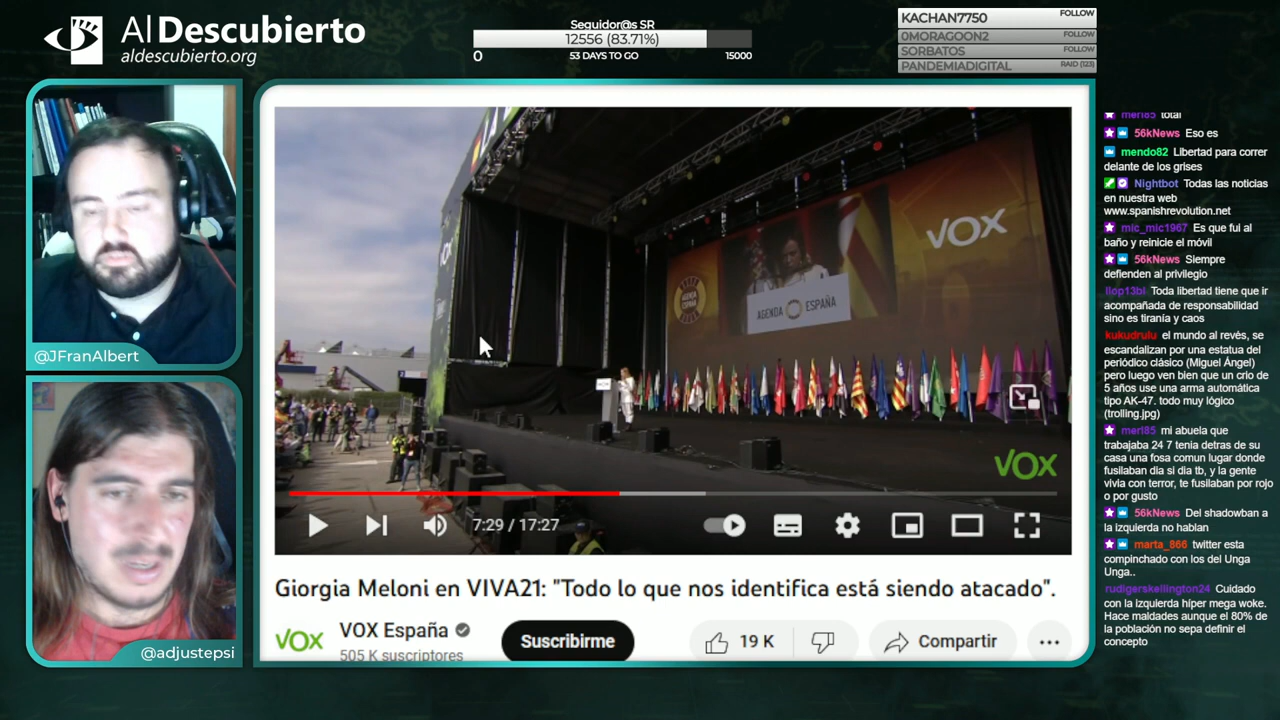 Al Descubierto
aldescubierto.org
Seguidor@s SR
12556 (83.71%)
0
53 DAYS TO GO
15000
KACHAN7750 FOLLOW
0MORAGOON2 FOLLOW
SORBATOS FOLLOW
PANDEMIADIGITAL RAID (123)
@JFranAlbert
@adjustepsi
VOX
VOX
AGENDA ESPAÑA
AGENDA ESPAÑA
VOX
7:29 / 17:27
Giorgia Meloni en VIVA21: "Todo lo que nos identifica está siendo atacado".
VOX
VOX España
505 K suscriptores
Suscribirme
19 K
Compartir
merl85 total
56kNews Eso es
mendo82 Libertad para correr
delante de los grises
Nightbot Todas las noticias
en nuestra web
www.spanishrevolution.net
mic_mic1967 Es que fui al
baño y reinicie el móvil
56kNews Siempre
defienden al privilegio
llop13bl Toda libertad tiene que ir
acompañada de responsabilidad
sino es tiranía y caos
kukudrulu el mundo al revés, se
escandalizan por una estatua del
periódico clásico (Miguel Ángel)
pero luego ven bien que un crio de
5 años use una arma automática
tipo AK-47. todo muy lógico
(trolling.jpg)
merl85 mi abuela que
trabajaba 24 7 tenia detras de su
casa una fosa comun lugar donde
fusilaban dia si dia tb, y la gente
vivia con terror, te fusilaban por rojo
o por gusto
56kNews Del shadowban a
la izquierda no hablan
marta_866 twitter esta
compinchado con los del Unga
Unga..
rudigerskellington24 Cuidado
con la izquierda híper mega woke.
Hace maldades aunque el 80% de
la población no sepa definir el
concepto